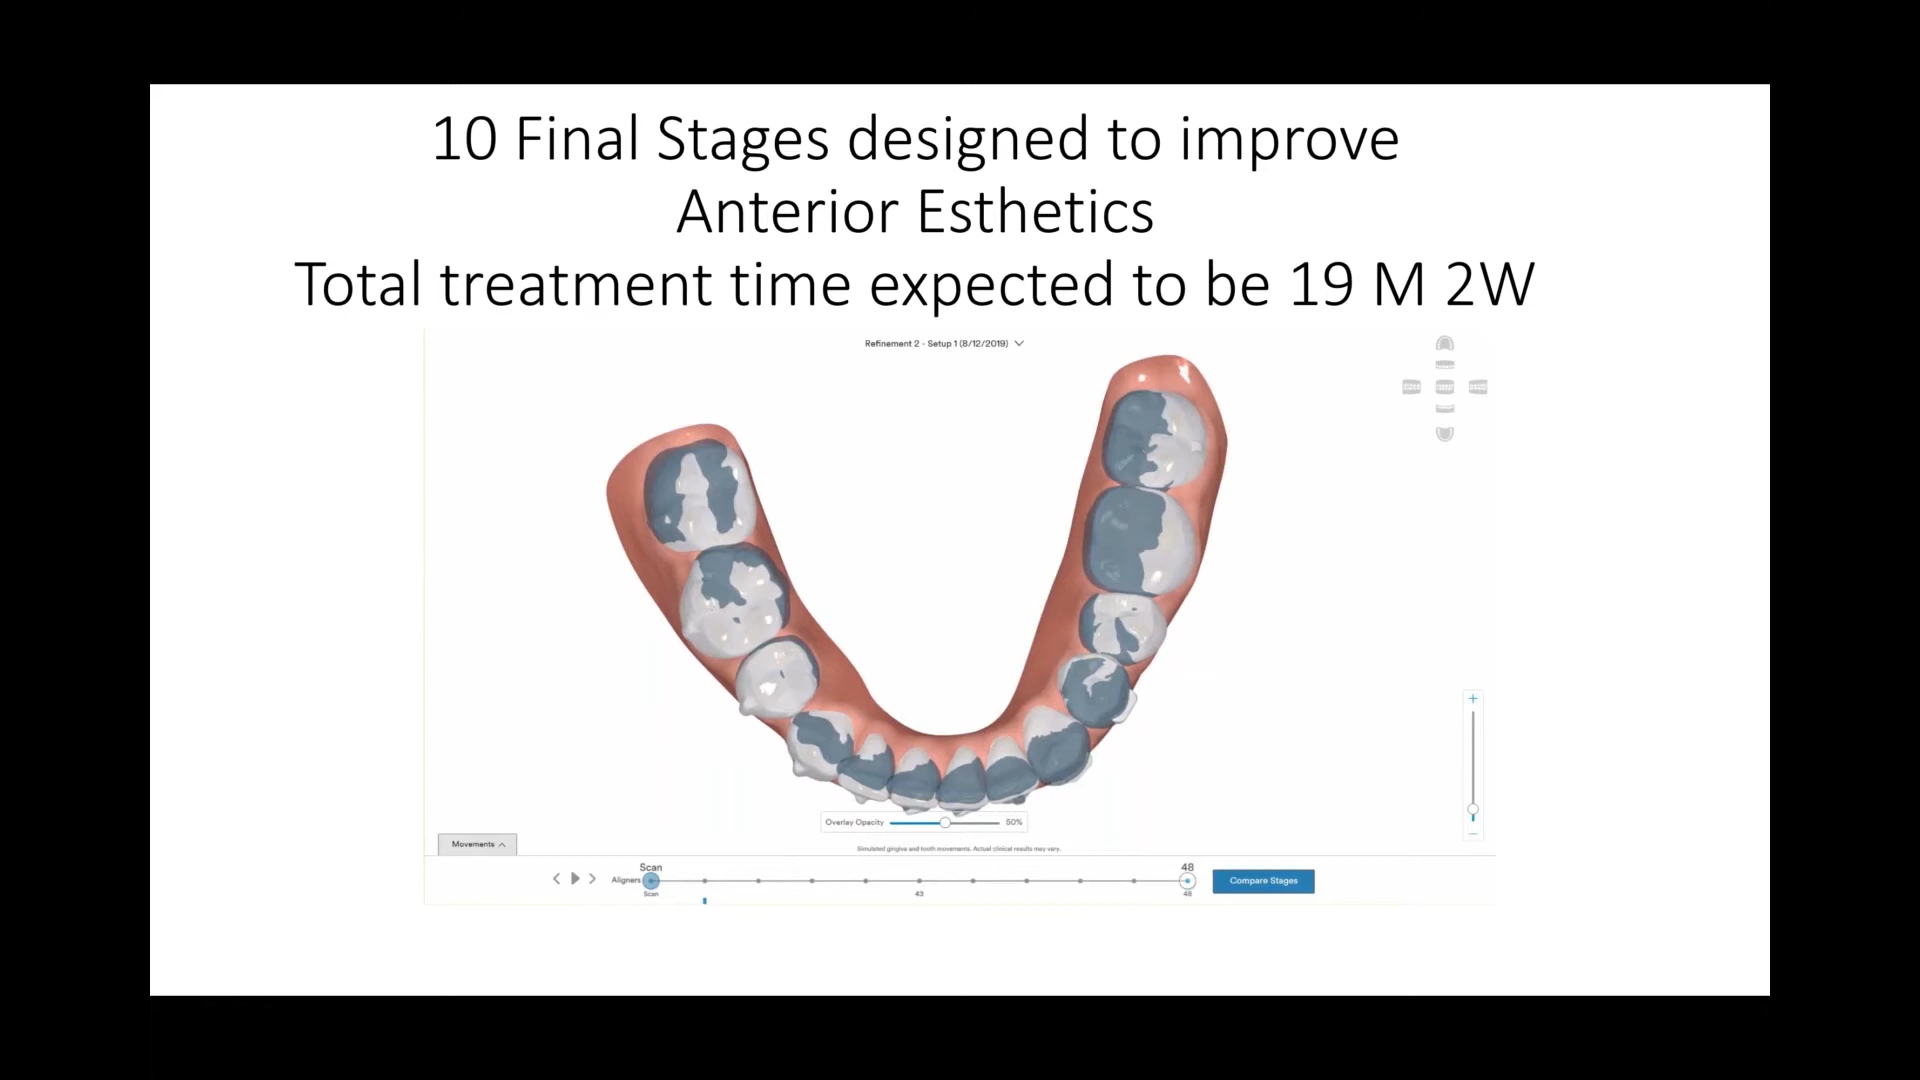 10 Final Stages designed to improve
Anterior Esthetics
Total treatment time expected to be 19 M 2W
Refinement 2 - Setup 1 (8/12/2019)
Overlay Opacity 50%
Movements
Simulated gingiva and tooth movements. Actual clinical results may vary.
Scan 48
Aligners
Compare Stages
Scan 43 48